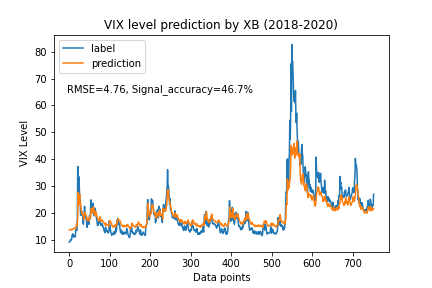 VIX level prediction by XB (2018-2020)
label
prediction
RMSE=4.76, Signal_accuracy=46.7%
VIX Level
80
70
60
50
40
30
20
10
0 100 200 300 400 500 600 700
Data points